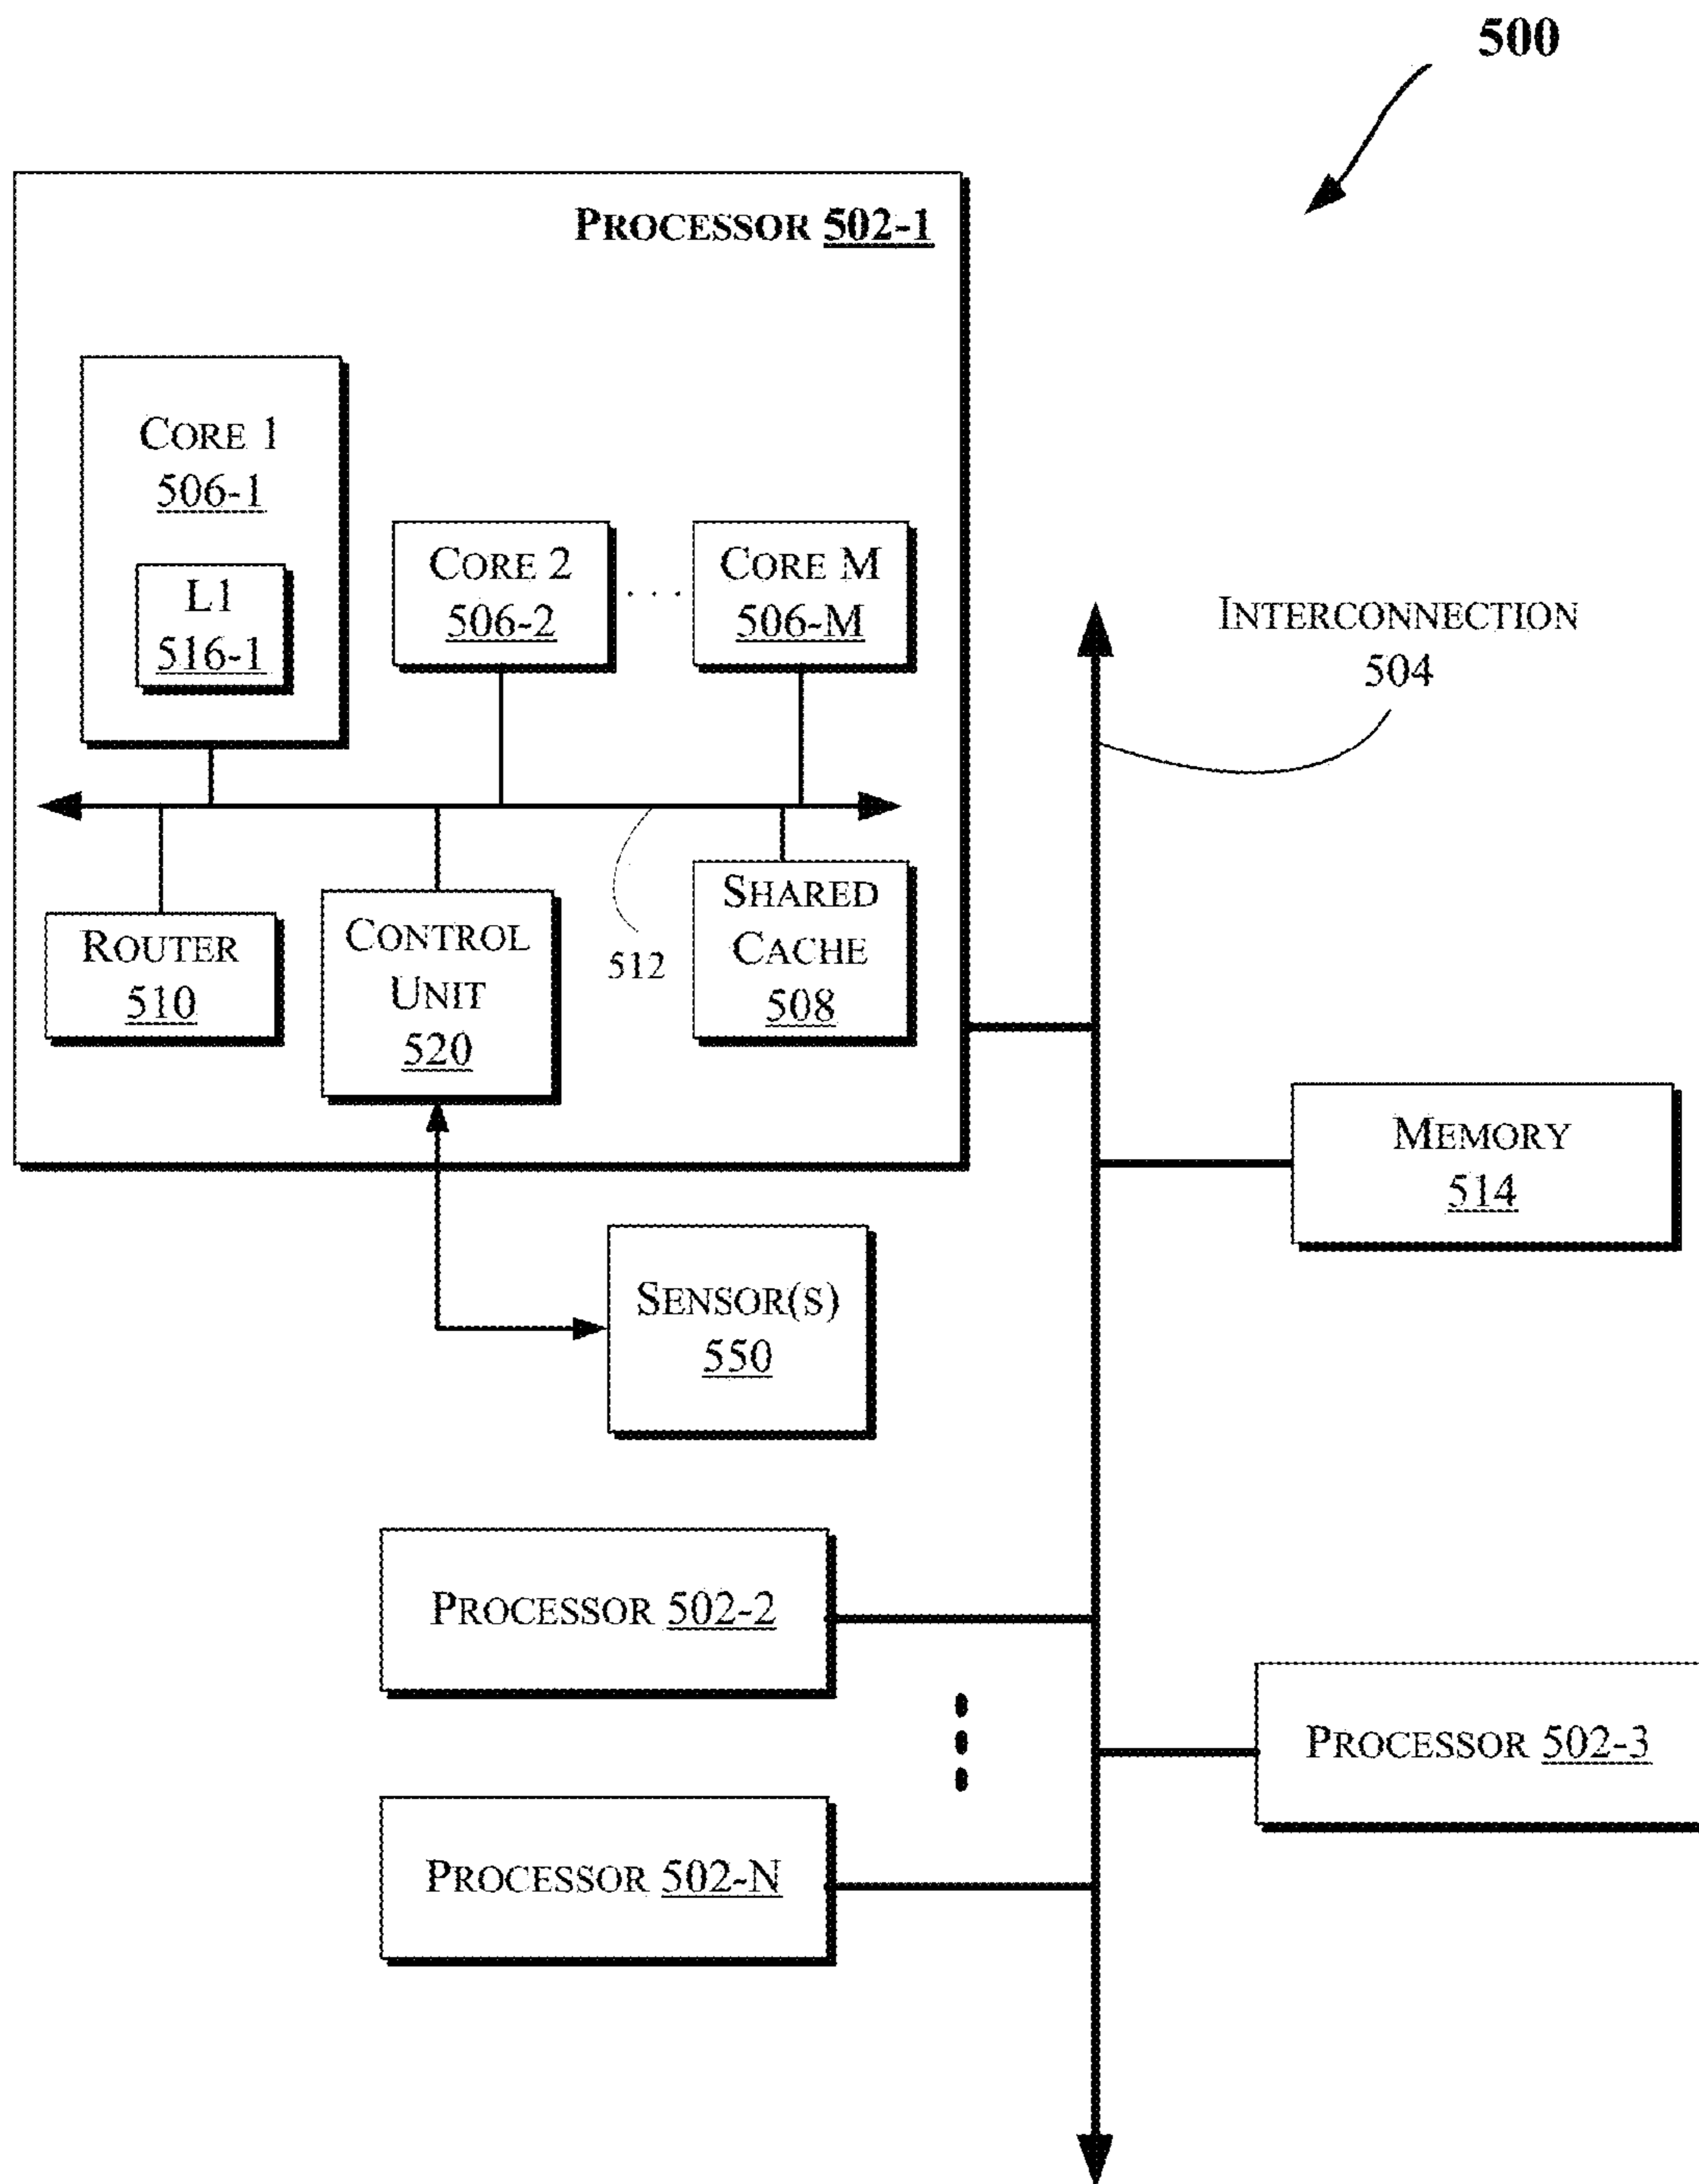 500
PROCESSOR 502-1
CORE 1
506-1
L1
516-1
CORE 2
506-2
. . .
CORE M
506-M
INTERCONNECTION
504
ROUTER
510
CONTROL
UNIT
520
512
SHARED
CACHE
508
MEMORY
514
SENSOR(S)
550
PROCESSOR 502-2
PROCESSOR 502-3
PROCESSOR 502-N